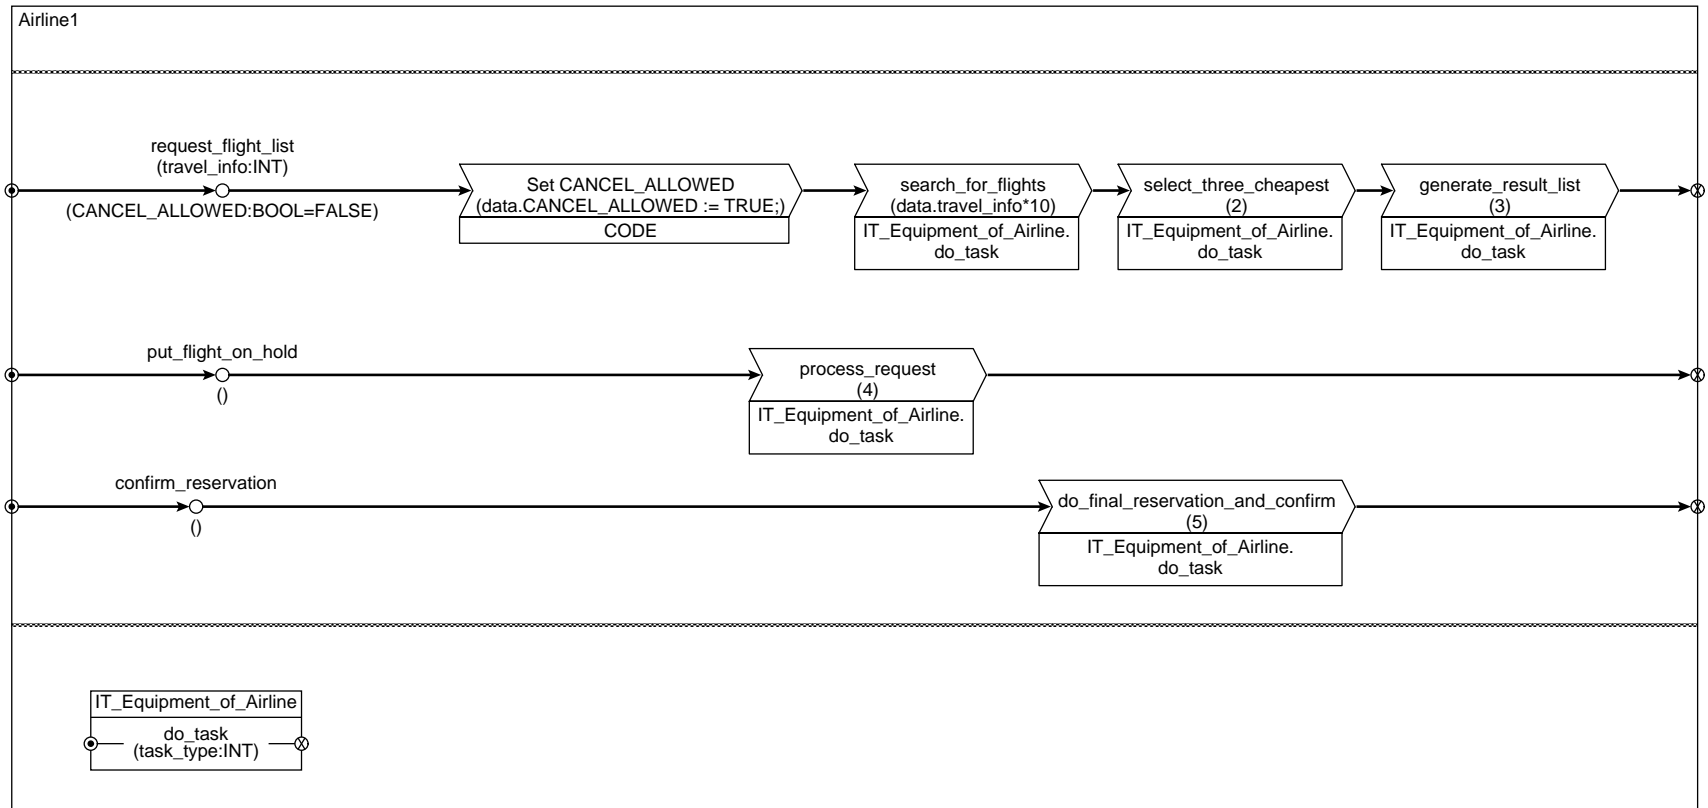 Airline1
request_flight_list
(travel_info:INT)
(CANCEL_ALLOWED:BOOL=FALSE)
Set CANCEL_ALLOWED
(data.CANCEL_ALLOWED := TRUE;)
CODE
search_for_flights
(data.travel_info*10)
IT_Equipment_of_Airline.
do_task
select_three_cheapest
(2)
IT_Equipment_of_Airline.
do_task
generate_result_list
(3)
IT_Equipment_of_Airline.
do_task
put_flight_on_hold
()
process_request
(4)
IT_Equipment_of_Airline.
do_task
confirm_reservation
()
do_final_reservation_and_confirm
(5)
IT_Equipment_of_Airline.
do_task
IT_Equipment_of_Airline
do_task
(task_type:INT)